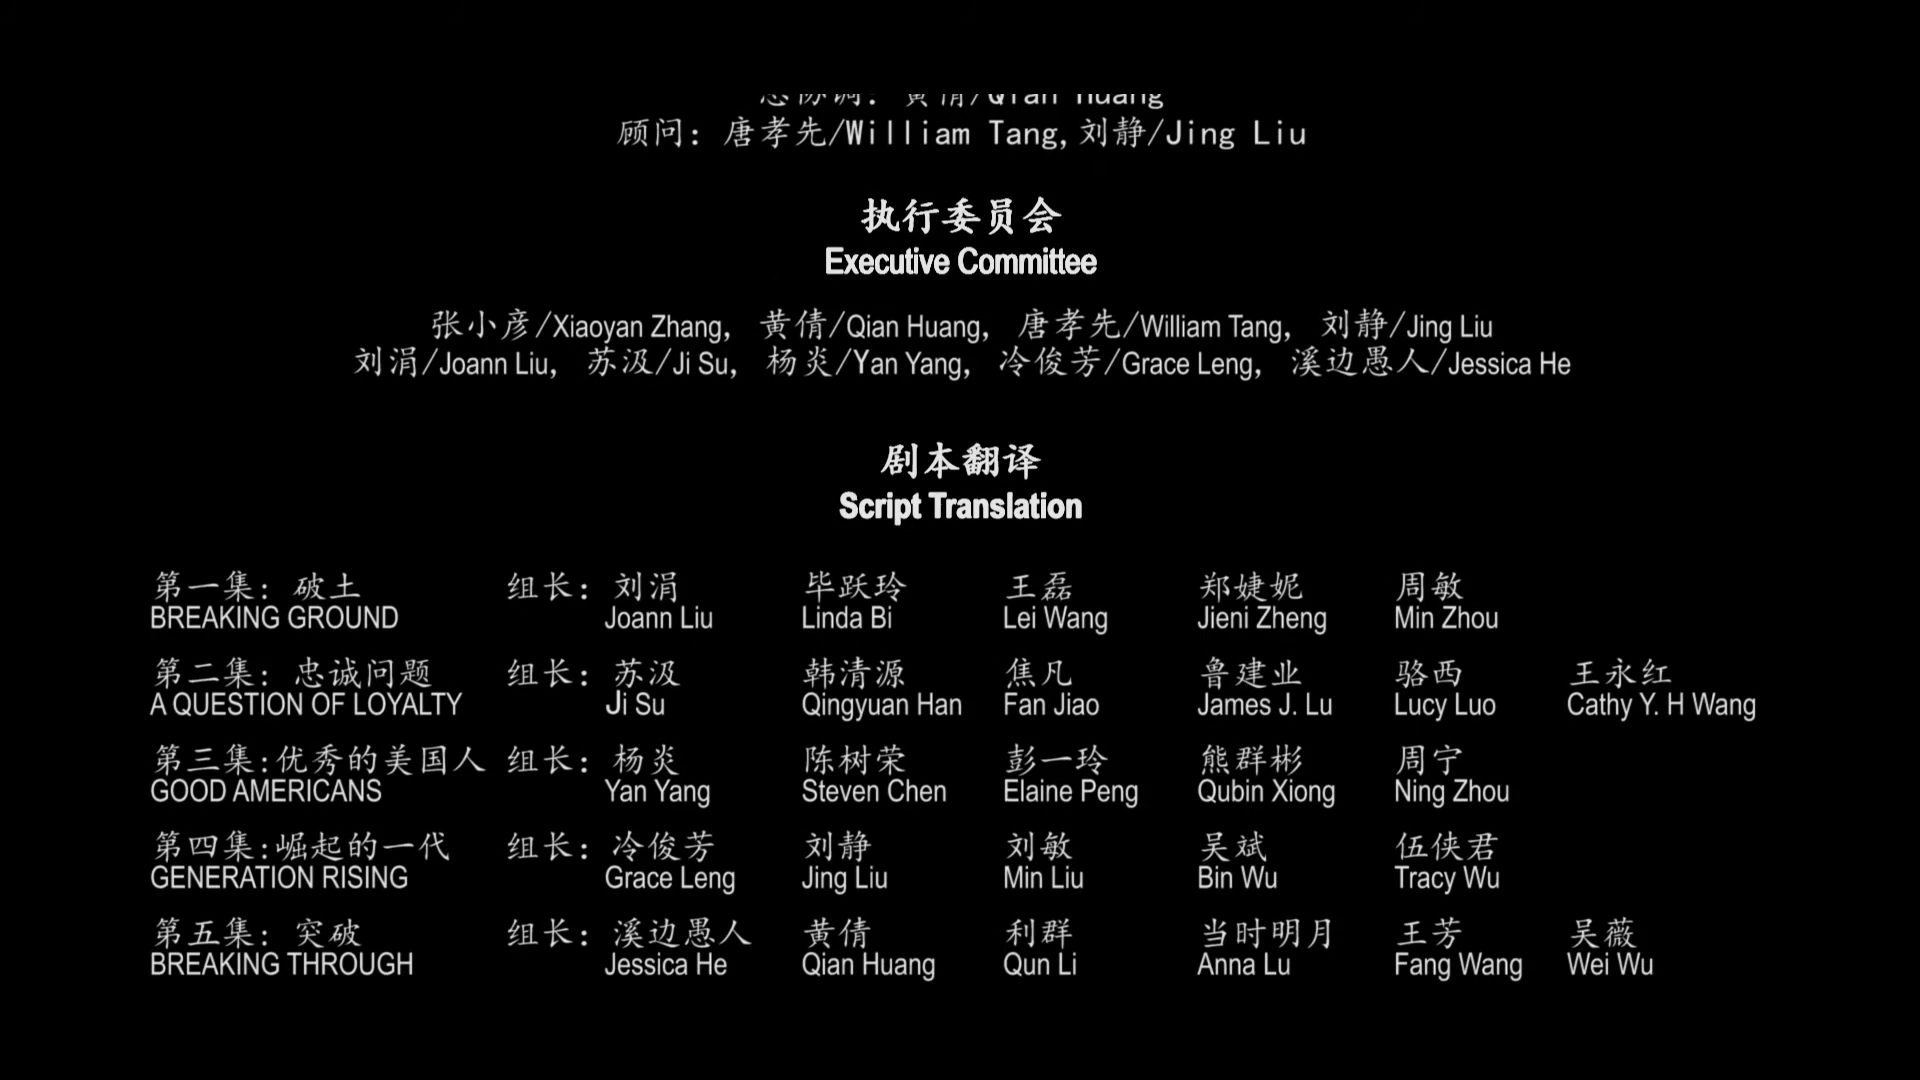 总协调：黄倩/Qian Huang
顾问：唐孝先/William Tang,刘静/Jing Liu
执行委员会
Executive Committee
张小彦/Xiaoyan Zhang, 黄倩/Qian Huang, 唐孝先/William Tang, 刘静/Jing Liu
刘涓/Joann Liu, 苏汲/Ji Su, 杨炎/Yan Yang, 冷俊芳/Grace Leng, 溪边愚人/Jessica He
剧本翻译
Script Translation
第一集：破土 组长：刘涓 毕跃玲 王磊 郑婕妮 周敏
BREAKING GROUND Joann Liu Linda Bi Lei Wang Jieni Zheng Min Zhou
第二集：忠诚问题 组长：苏汲 韩清源 焦凡 鲁建业 骆西 王永红
A QUESTION OF LOYALTY Ji Su Qingyuan Han Fan Jiao James J. Lu Lucy Luo Cathy Y. H Wang
第三集:优秀的美国人 组长：杨炎 陈树荣 彭一玲 熊群彬 周宁
GOOD AMERICANS Yan Yang Steven Chen Elaine Peng Qubin Xiong Ning Zhou
第四集:崛起的一代 组长：冷俊芳 刘静 刘敏 吴斌 伍侠君
GENERATION RISING Grace Leng Jing Liu Min Liu Bin Wu Tracy Wu
第五集：突破 组长：溪边愚人 黄倩 利群 当时明月 王芳 吴薇
BREAKING THROUGH Jessica He Qian Huang Qun Li Anna Lu Fang Wang Wei Wu